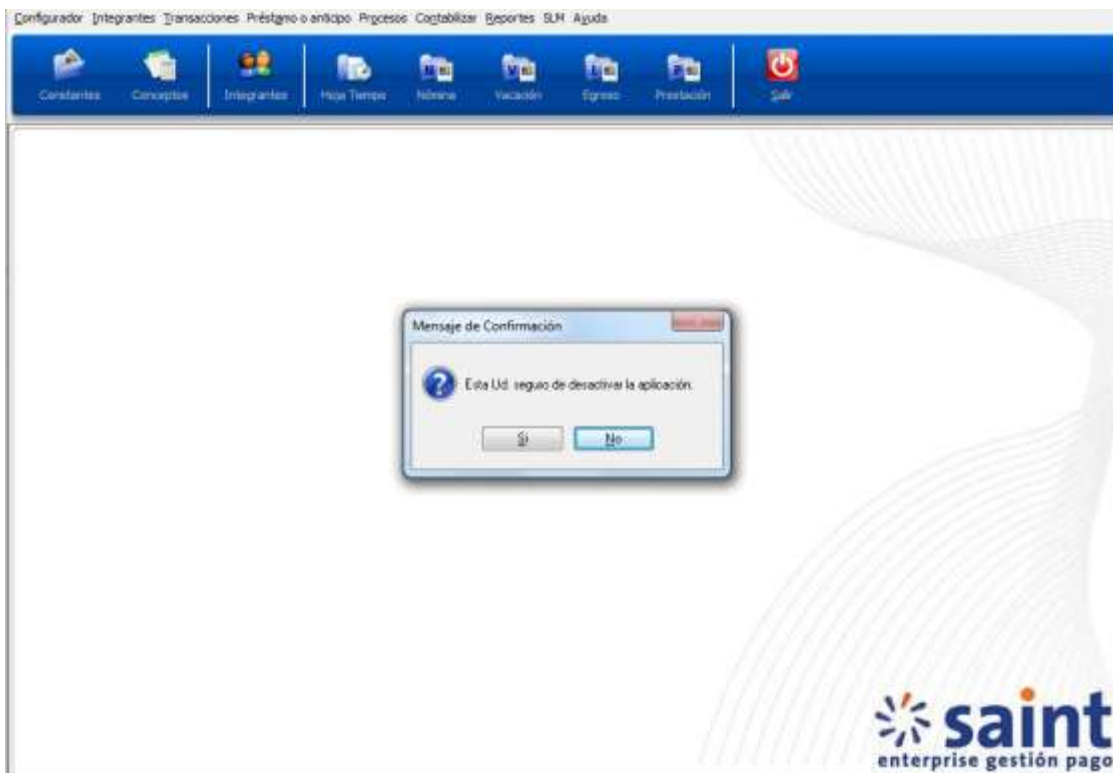 Configurador Integrantes Transacciones Préstamo o anticipo Procesos Contabilizar Reportes SLM Ayuda
Constantes Conceptos Integrantes Hoja Tiempo Nómina Vacación Egreso Prestación Salir
Mensaje de Confirmación
Esta Ud. seguro de desactivar la aplicación.
Si No
saint
enterprise gestión pago